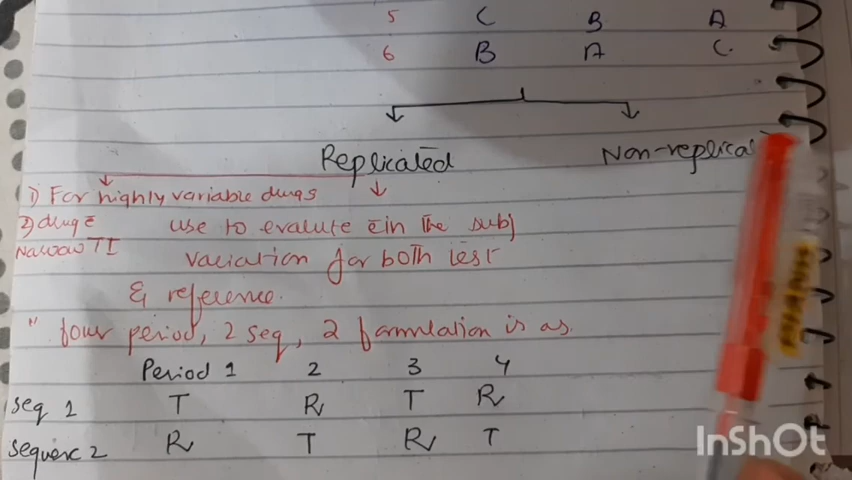 5 C B A
6 B A C
Replicated Non-replica
1) For highly variable drugs
2) drug c̄ use to evalute c̄in the subj
Narrow TI variation for both test
& reference.
" four period, 2 seq, 2 formulation is as.
Period 1 2 3 4
seq 1 T R T R
sequenc 2 R T R T
InShOt